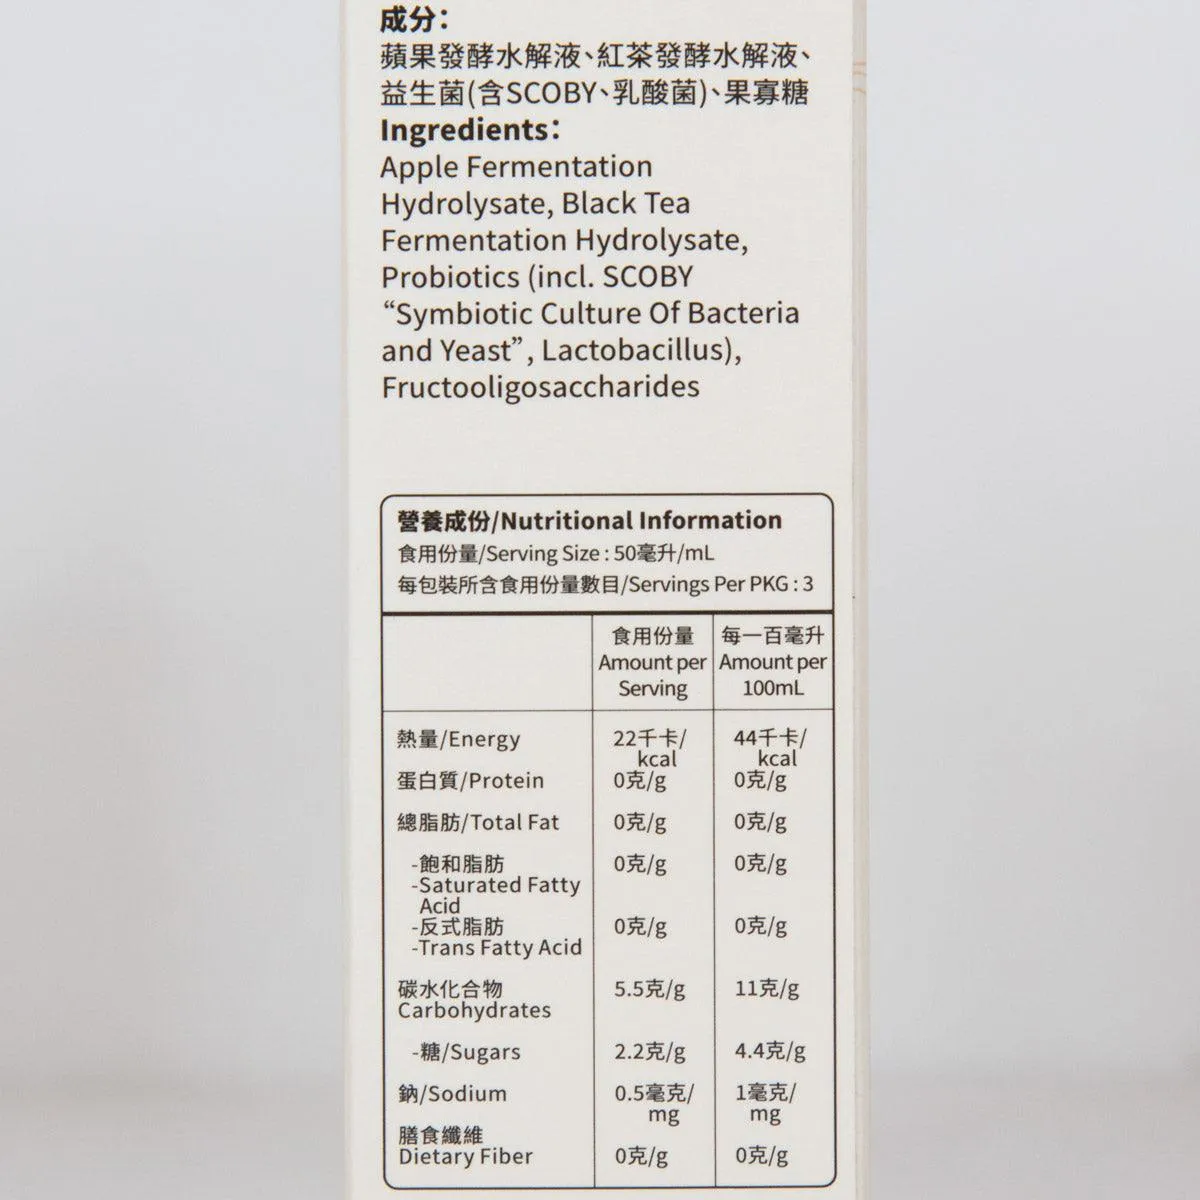 成分：
蘋果發酵水解液、紅茶發酵水解液、
益生菌(含SCOBY、乳酸菌)、果寡糖
Ingredients：
Apple Fermentation
Hydrolysate, Black Tea
Fermentation Hydrolysate,
Probiotics (incl. SCOBY
“Symbiotic Culture Of Bacteria
and Yeast”, Lactobacillus),
Fructooligosaccharides
營養成份/Nutritional Information
食用份量/Serving Size : 50毫升/mL
每包裝所含食用份量數目/Servings Per PKG : 3
食用份量 每一百毫升
Amount per Amount per
Serving 100mL
熱量/Energy 22千卡/ 44千卡/
kcal kcal
蛋白質/Protein 0克/g 0克/g
總脂肪/Total Fat 0克/g 0克/g
-飽和脂肪 0克/g 0克/g
-Saturated Fatty
Acid
-反式脂肪 0克/g 0克/g
-Trans Fatty Acid
碳水化合物 5.5克/g 11克/g
Carbohydrates
-糖/Sugars 2.2克/g 4.4克/g
鈉/Sodium 0.5毫克/ 1毫克/
mg mg
膳食纖維
Dietary Fiber 0克/g 0克/g